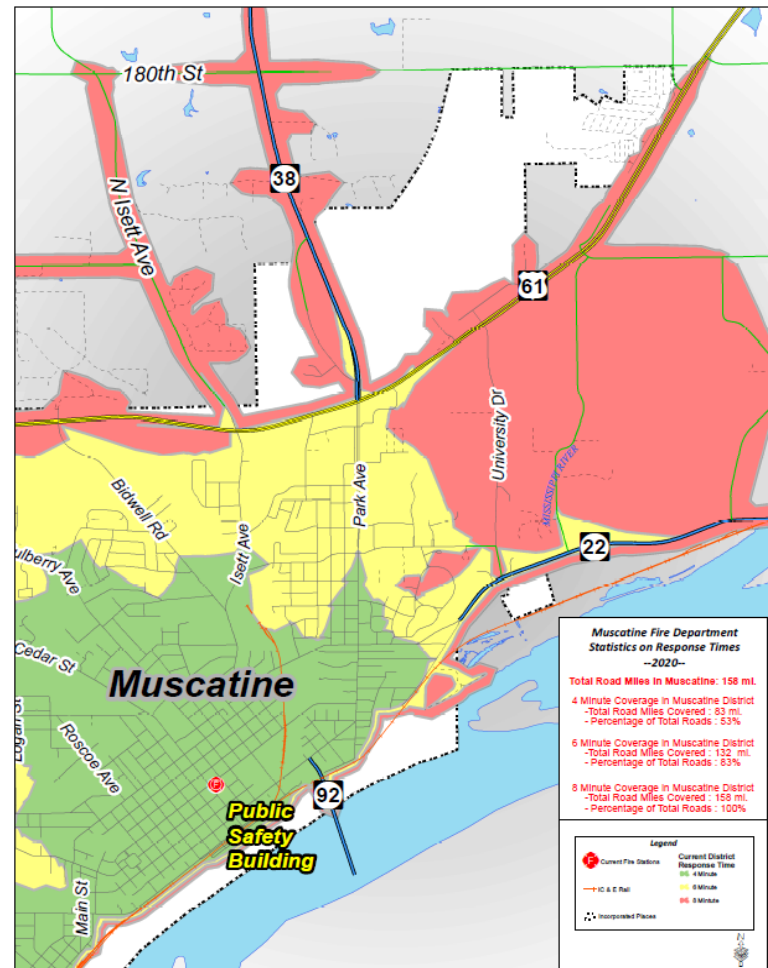 180th St
38
N Isett Ave
61
University Dr
MISSISSIPPI RIVER
Park Ave
Bidwell Rd
Isett Ave
22
ulberry Ave
Cedar St
Muscatine
Logan St
Roscoe Ave
F
92
Public
Safety
Building
Main St
Muscatine Fire Department
Statistics on Response Times
--2020--
Total Road Miles in Muscatine: 158 mi.
4 Minute Coverage in Muscatine District
-Total Road Miles Covered : 83 mi.
- Percentage of Total Roads : 53%
6 Minute Coverage in Muscatine District
-Total Road Miles Covered : 132 mi.
- Percentage of Total Roads : 83%
8 Minute Coverage in Muscatine District
-Total Road Miles Covered : 158 mi.
- Percentage of Total Roads : 100%
Legend
F Current Fire Stations
IC & E Rail
Incorporated Places
Current District
Response Time
4 Minute
6 Minute
8 Mintute
N